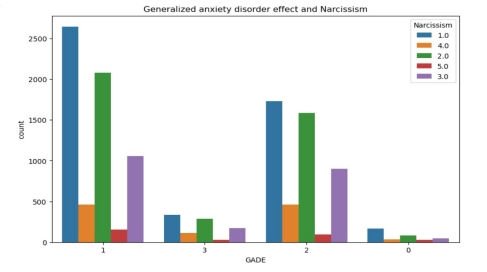 Generalized anxiety disorder effect and Narcissism
Narcissism
1.0
4.0
2.0
5.0
3.0
2500
2000
1500
1000
500
0
count
1 3 2 0
GADE